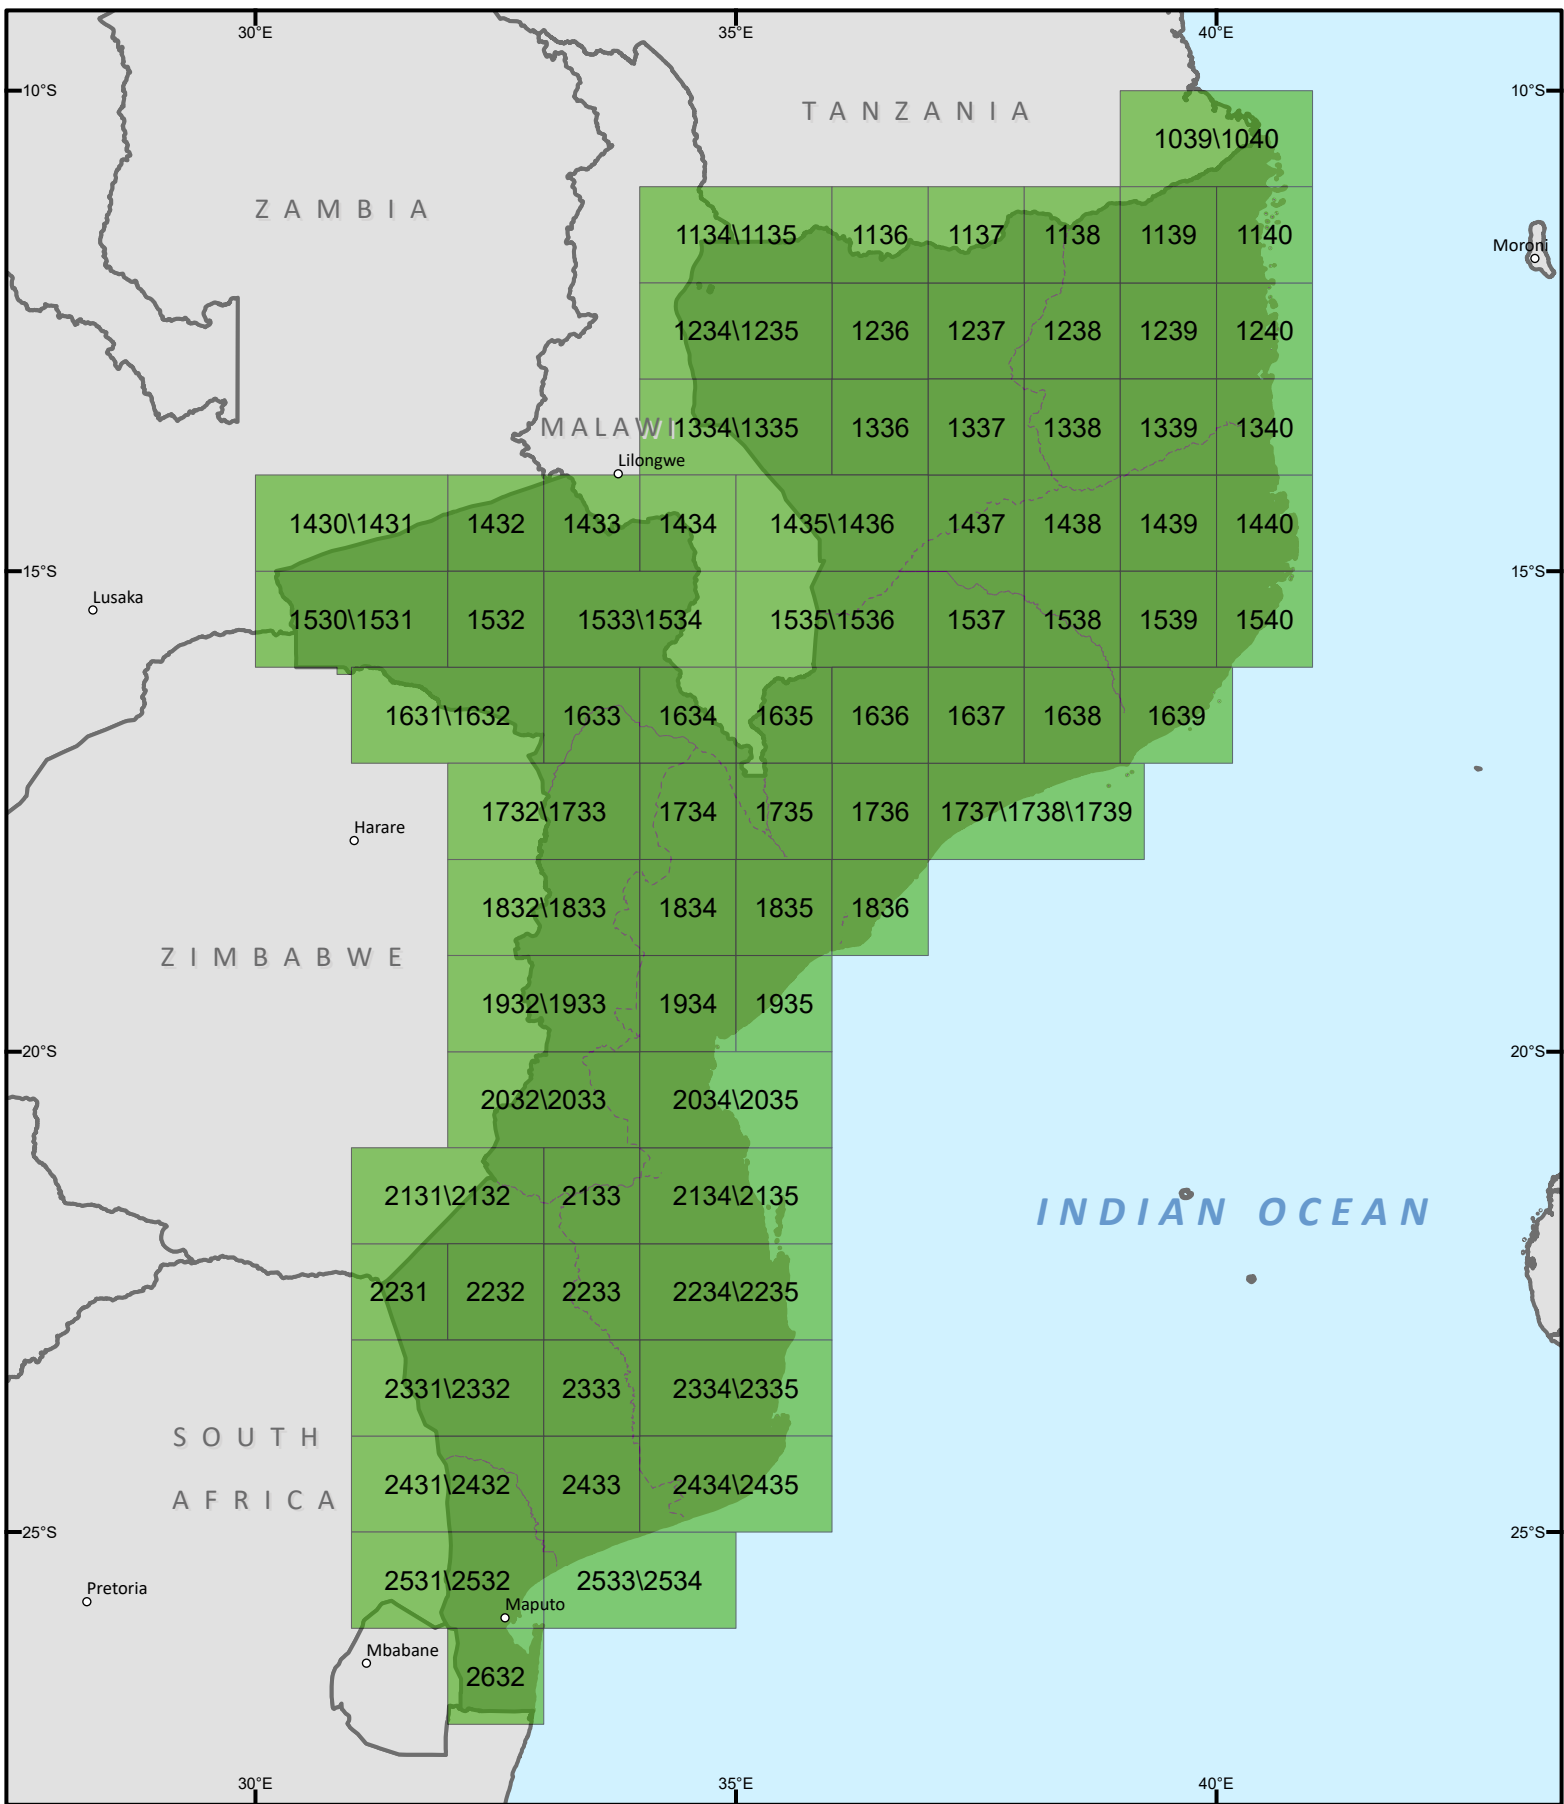 30°E 35°E 40°E
10°S 10°S
TANZANIA
1039\1040
ZAMBIA
1134\1135 1136 1137 1138 1139 1140
Moroni
1234\1235 1236 1237 1238 1239 1240
MALAWI
1334\1335 1336 1337 1338 1339 1340
Lilongwe
1430\1431 1432 1433 1434 1435\1436 1437 1438 1439 1440
15°S 15°S
Lusaka
1530\1531 1532 1533\1534 1535\1536 1537 1538 1539 1540
1631\1632 1633 1634 1635 1636 1637 1638 1639
1732\1733 1734 1735 1736 1737\1738\1739
Harare
1832\1833 1834 1835 1836
ZIMBABWE
1932\1933 1934 1935
20°S 20°S
2032\2033 2034\2035
2131\2132 2133 2134\2135
INDIAN OCEAN
2231 2232 2233 2234\2235
2331\2332 2333 2334\2335
SOUTH
AFRICA
2431\2432 2433 2434\2435
25°S 25°S
2531\2532 2533\2534
Pretoria
Maputo
Mbabane
2632
30°E 35°E 40°E